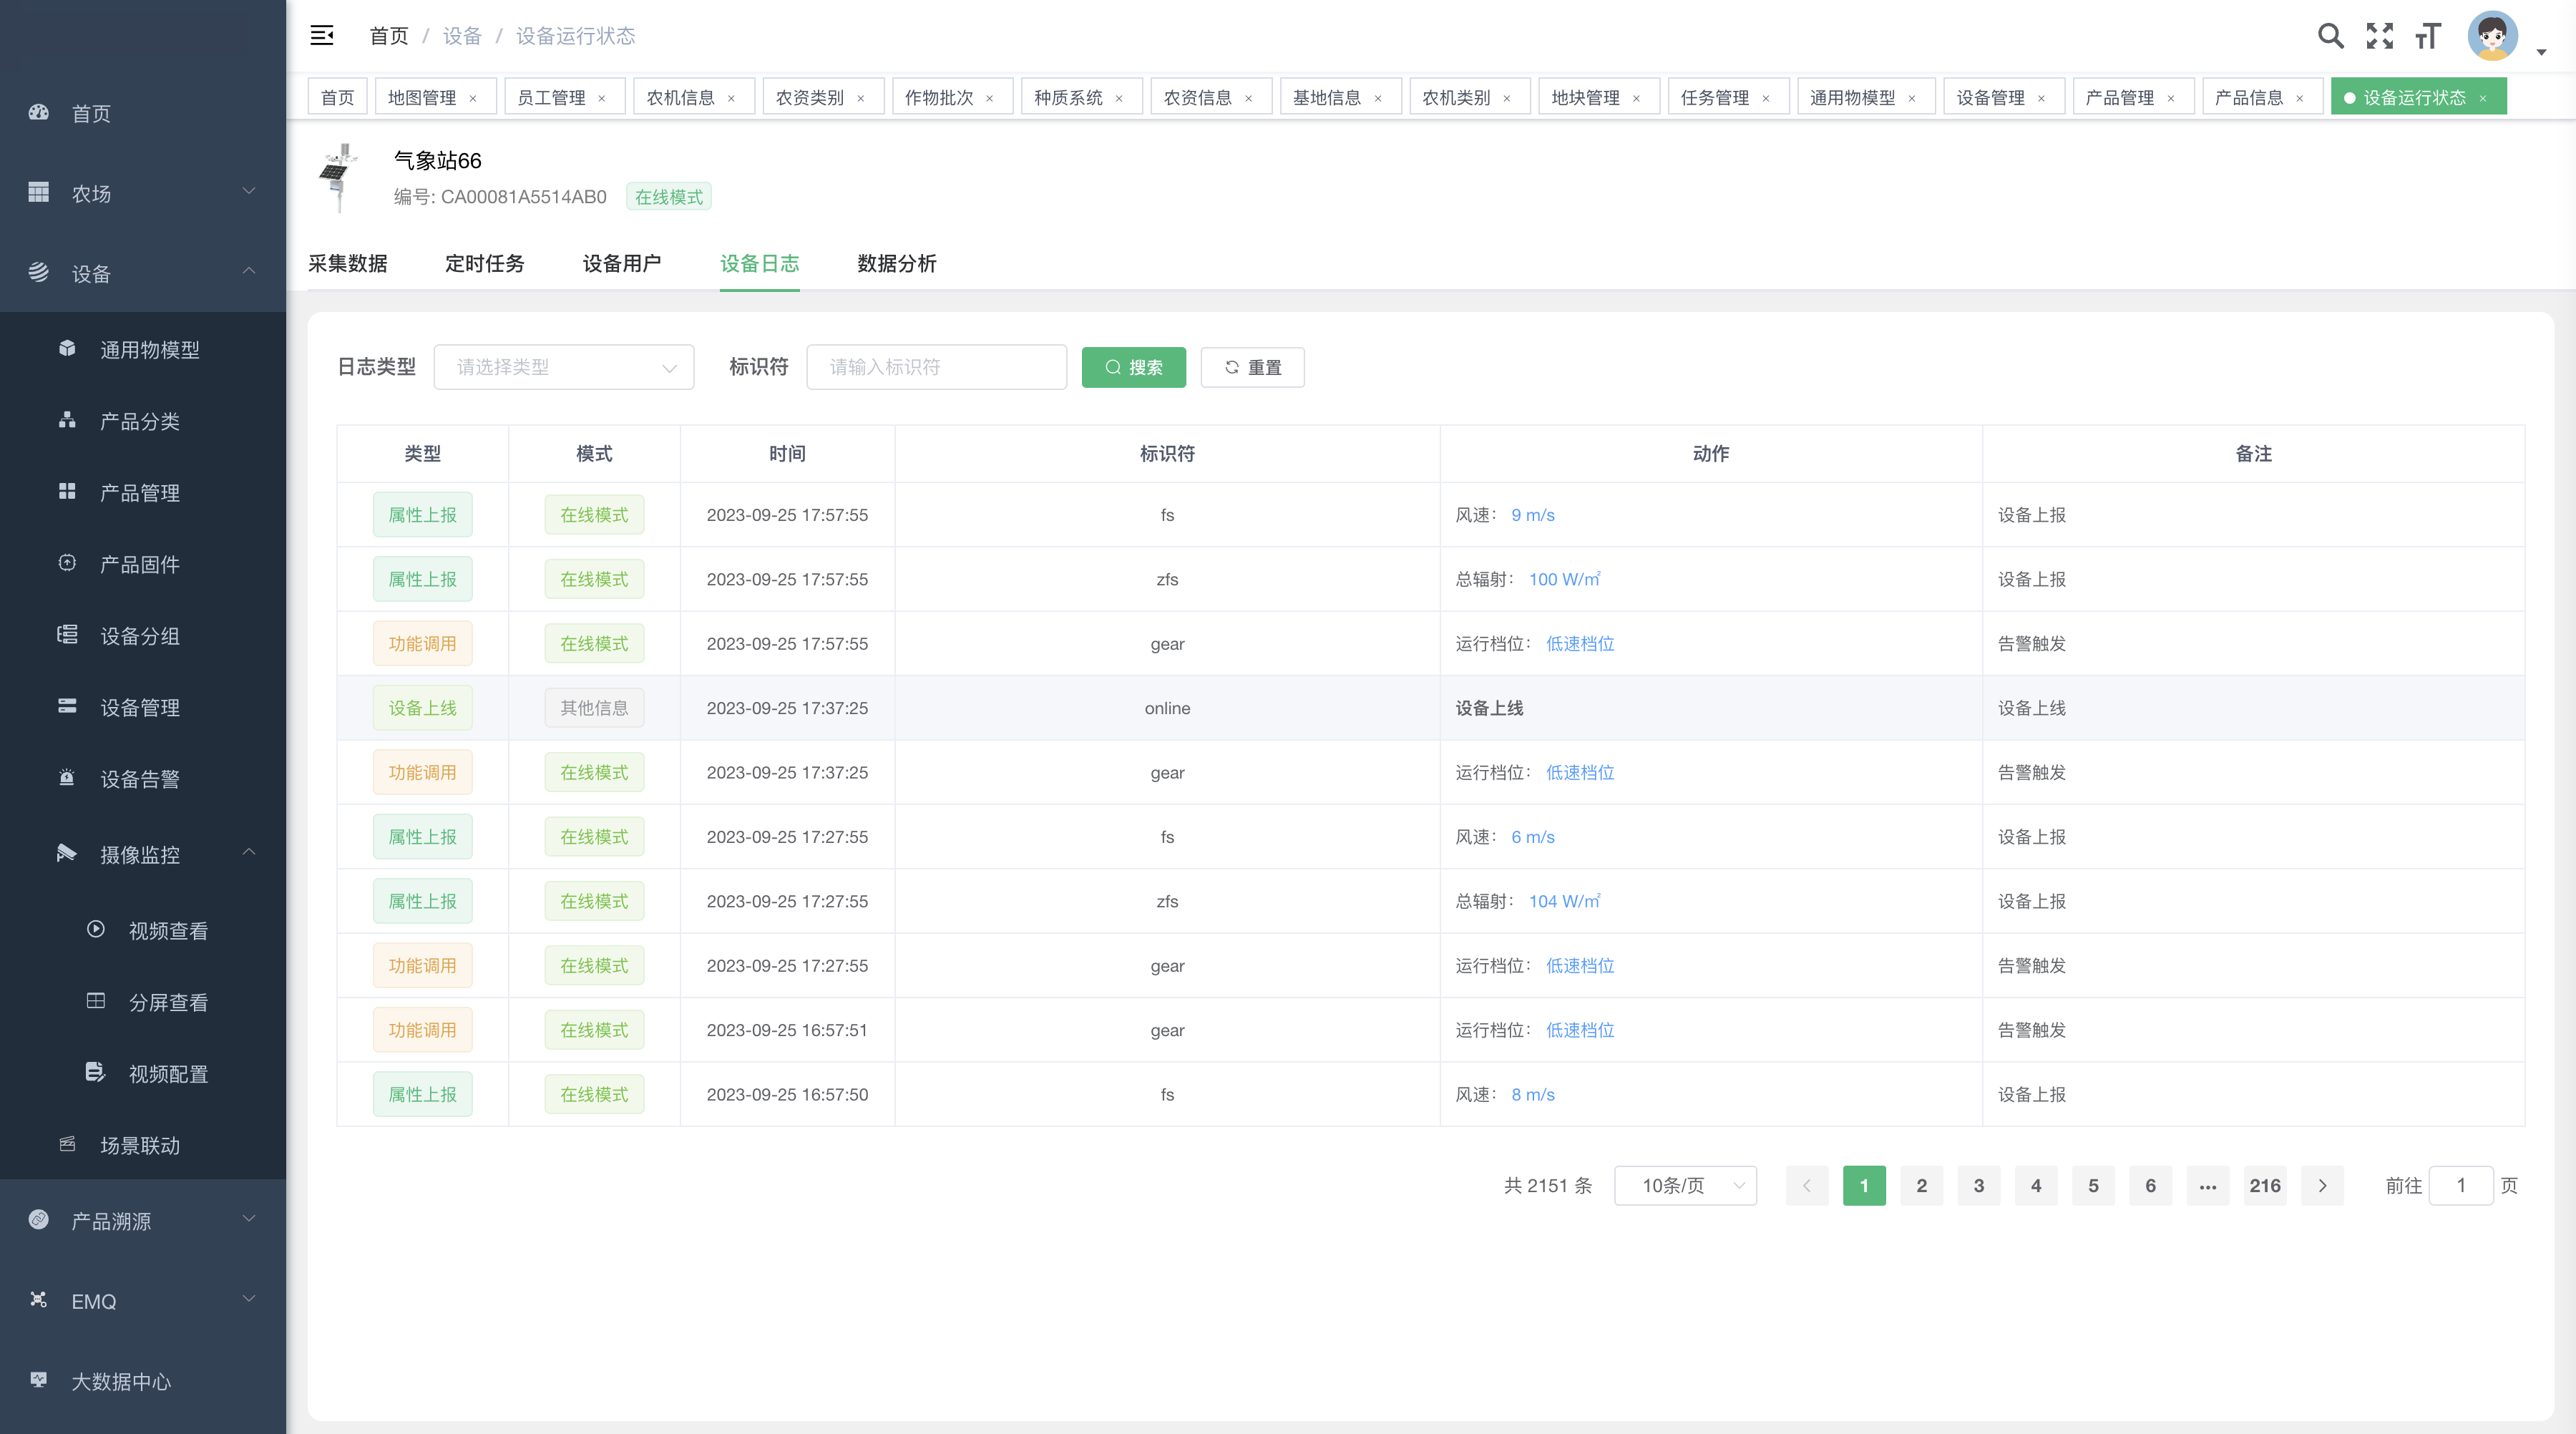 首页 / 设备 / 设备运行状态
首页 地图管理 × 员工管理 × 农机信息 × 农资类别 × 作物批次 × 种质系统 × 农资信息 × 基地信息 × 农机类别 × 地块管理 × 任务管理 × 通用物模型 × 设备管理 × 产品管理 × 产品信息 × 设备运行状态 ×
首页
农场
设备
通用物模型
产品分类
产品管理
产品固件
设备分组
设备管理
设备告警
摄像监控
视频查看
分屏查看
视频配置
场景联动
产品溯源
EMQ
大数据中心
气象站66
编号: CA00081A5514AB0 在线模式
采集数据 定时任务 设备用户 设备日志 数据分析
日志类型 请选择类型 标识符 请输入标识符 搜索 重置
类型 模式 时间 标识符 动作 备注
属性上报 在线模式 2023-09-25 17:57:55 fs 风速： 9 m/s 设备上报
属性上报 在线模式 2023-09-25 17:57:55 zfs 总辐射： 100 W/㎡ 设备上报
功能调用 在线模式 2023-09-25 17:57:55 gear 运行档位： 低速档位 告警触发
设备上线 其他信息 2023-09-25 17:37:25 online 设备上线 设备上线
功能调用 在线模式 2023-09-25 17:37:25 gear 运行档位： 低速档位 告警触发
属性上报 在线模式 2023-09-25 17:27:55 fs 风速： 6 m/s 设备上报
属性上报 在线模式 2023-09-25 17:27:55 zfs 总辐射： 104 W/㎡ 设备上报
功能调用 在线模式 2023-09-25 17:27:55 gear 运行档位： 低速档位 告警触发
功能调用 在线模式 2023-09-25 16:57:51 gear 运行档位： 低速档位 告警触发
属性上报 在线模式 2023-09-25 16:57:50 fs 风速： 8 m/s 设备上报
共 2151 条 10条/页 < 1 2 3 4 5 6 ... 216 > 前往 1 页